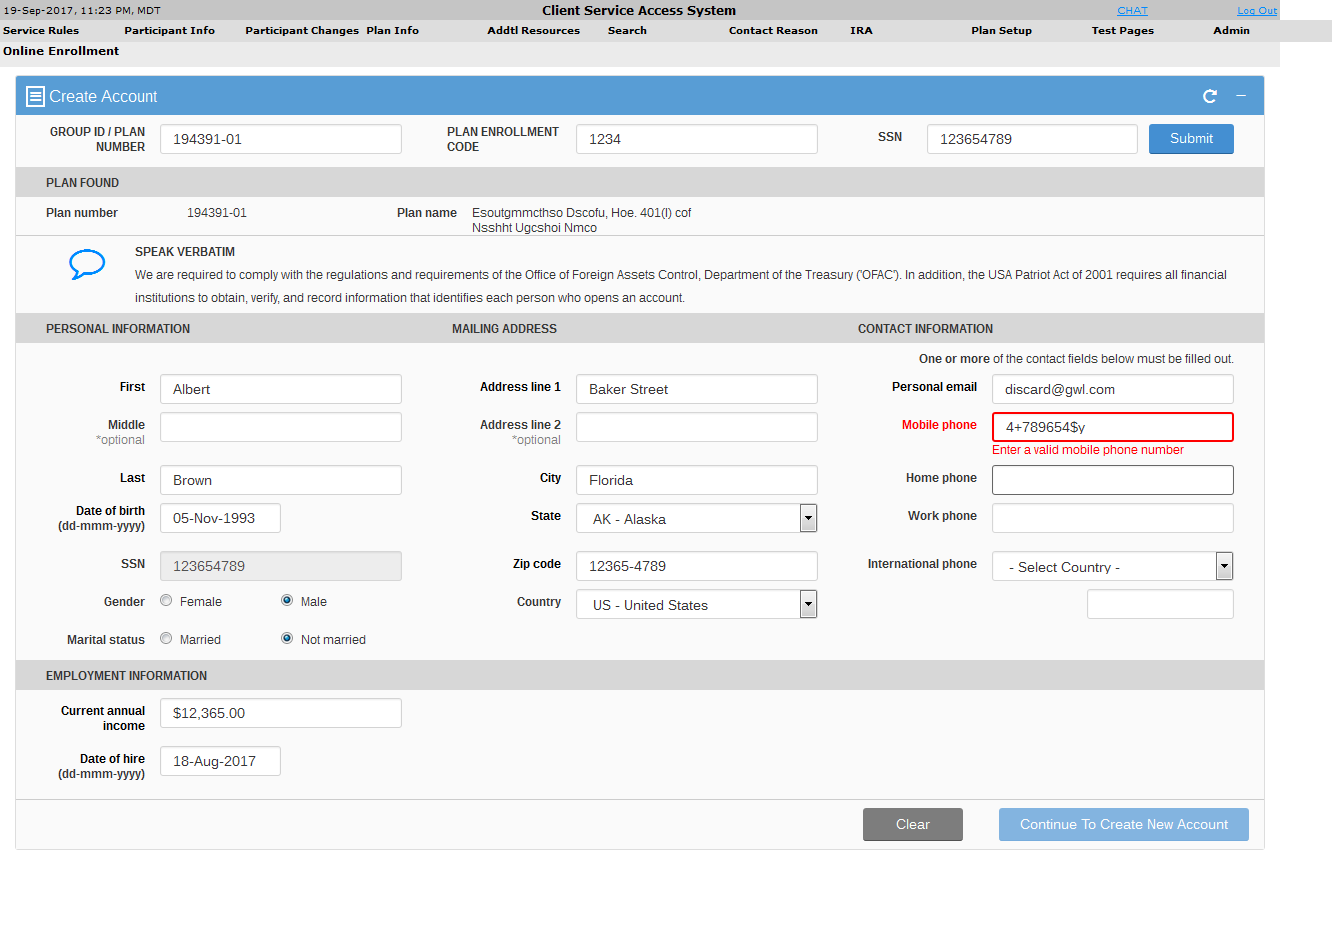 19-Sep-2017, 11:23 PM, MDT Client Service Access System CHAT Log Out
Service Rules Participant Info Participant Changes Plan Info Addtl Resources Search Contact Reason IRA Plan Setup Test Pages Admin
Online Enrollment
Create Account
GROUP ID / PLAN NUMBER 194391-01 PLAN ENROLLMENT CODE 1234 SSN 123654789 Submit
PLAN FOUND
Plan number 194391-01 Plan name Esoutgmmcthso Dscofu, Hoe. 401(l) cof
Nsshht Ugcshoi Nmco
SPEAK VERBATIM
We are required to comply with the regulations and requirements of the Office of Foreign Assets Control, Department of the Treasury ('OFAC'). In addition, the USA Patriot Act of 2001 requires all financial
institutions to obtain, verify, and record information that identifies each person who opens an account.
PERSONAL INFORMATION MAILING ADDRESS CONTACT INFORMATION
One or more of the contact fields below must be filled out.
First Albert Address line 1 Baker Street Personal email discard@gwl.com
Middle Address line 2 Mobile phone 4+789654$y
*optional *optional Enter a valid mobile phone number
Last Brown City Florida Home phone
Date of birth 05-Nov-1993 State AK - Alaska Work phone
(dd-mmm-yyyy)
SSN 123654789 Zip code 12365-4789 International phone - Select Country -
Gender Female Male Country US - United States
Marital status Married Not married
EMPLOYMENT INFORMATION
Current annual income $12,365.00
Date of hire 18-Aug-2017
(dd-mmm-yyyy)
Clear Continue To Create New Account